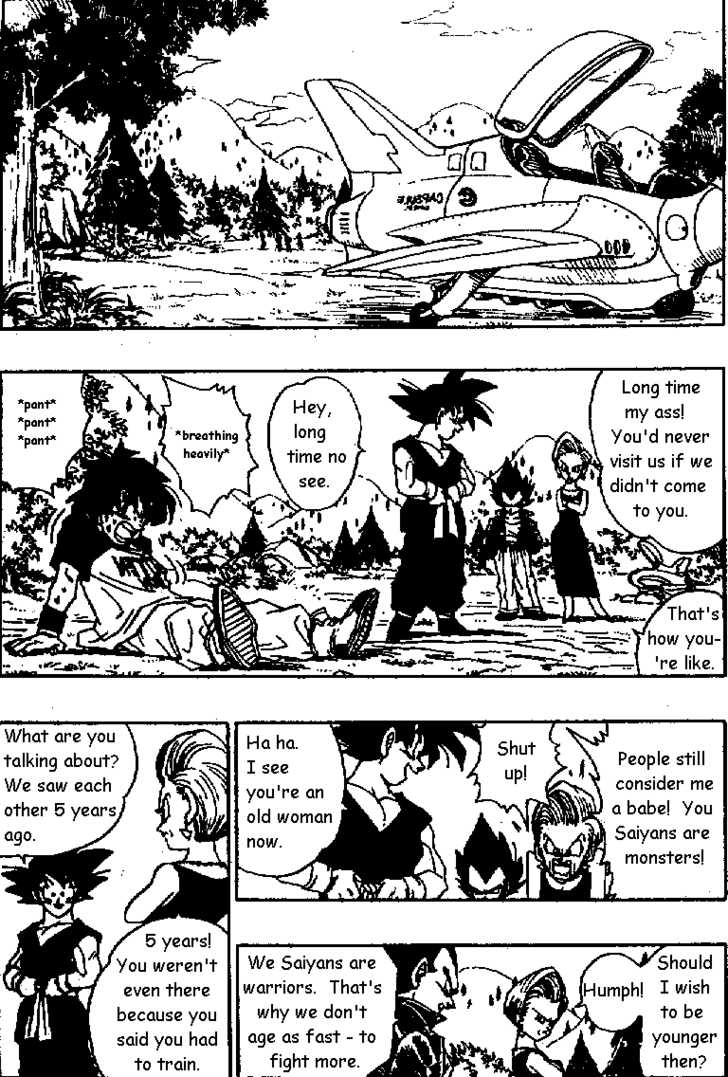 CAPSULE
*pant*
*pant*
*pant*
*breathing
heavily*
Hey,
long
time no
see.
Long time
my ass!
You'd never
visit us if we
didn't come
to you.
That's
how you-
're like.
What are you
talking about?
We saw each
other 5 years
ago.
5 years!
You weren't
even there
because you
said you had
to train.
Ha ha.
I see
you're an
old woman
now.
Shut
up!
People still
consider me
a babe! You
Saiyans are
monsters!
We Saiyans are
warriors. That's
why we don't
age as fast - to
fight more.
Humph!
Should
I wish
to be
younger
then?